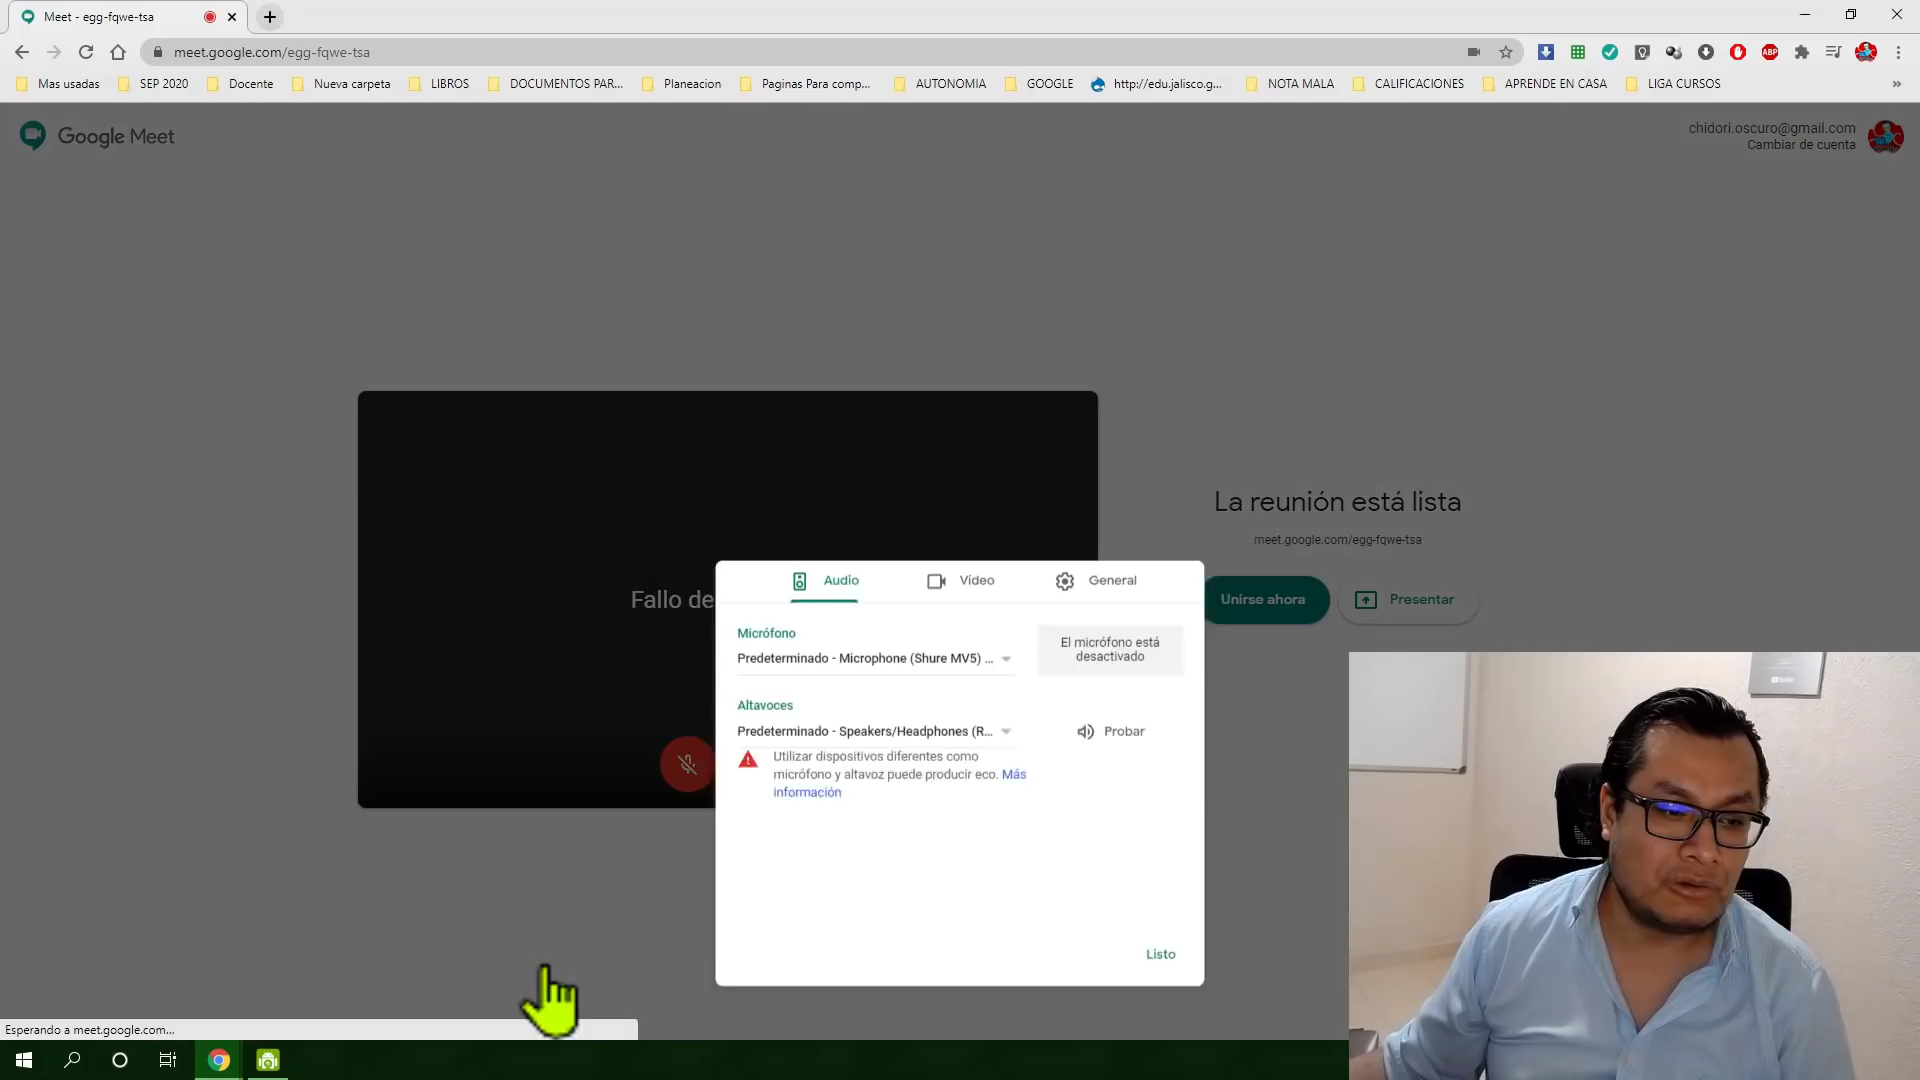 Meet - egg-fqwe-tsa
meet.google.com/egg-fqwe-tsa
ABP
Mas usadas SEP 2020 Docente Nueva carpeta LIBROS DOCUMENTOS PAR... Planeacion Paginas Para comp... AUTONOMIA GOOGLE http://edu.jalisco.g... NOTA MALA CALIFICACIONES APRENDE EN CASA LIGA CURSOS »
Google Meet
chidori.oscuro@gmail.com
Cambiar de cuenta
La reunión está lista
meet.google.com/egg-fqwe-tsa
Fallo de
Unirse ahora Presentar
Audio Vídeo General
Micrófono
Predeterminado - Microphone (Shure MV5) ...
El micrófono está
desactivado
Altavoces
Predeterminado - Speakers/Headphones (R...
Probar
Utilizar dispositivos diferentes como
micrófono y altavoz puede producir eco. Más
información
Listo
Esperando a meet.google.com...